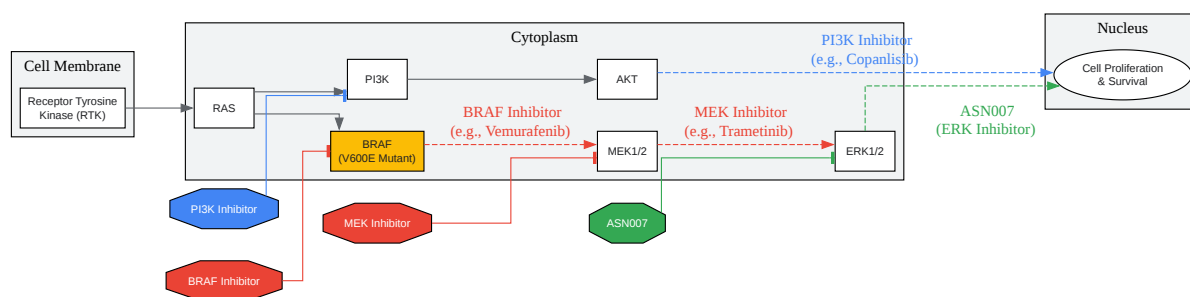 Cell Membrane
Receptor Tyrosine
Kinase (RTK)
Cytoplasm
RAS
PI3K
AKT
BRAF
(V600E Mutant)
MEK1/2
ERK1/2
BRAF Inhibitor
(e.g., Vemurafenib)
MEK Inhibitor
(e.g., Trametinib)
PI3K Inhibitor
(e.g., Copanlisib)
ASN007
(ERK Inhibitor)
Nucleus
Cell Proliferation
& Survival
PI3K Inhibitor
MEK Inhibitor
ASN007
BRAF Inhibitor